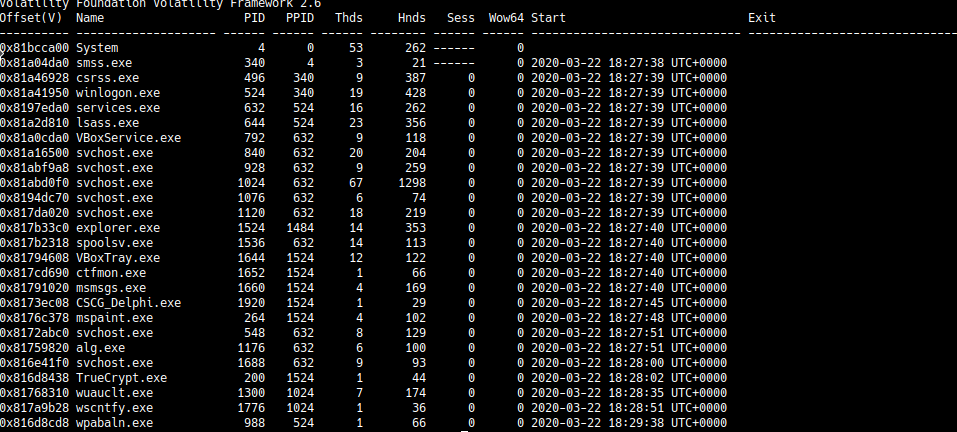 Volatility Foundation Volatility Framework 2.6
Offset(V) Name PID PPID Thds Hnds Sess Wow64 Start Exit
---------- -------------------- ------ ------ ------ -------- ------ ------ ------------------------------ ------------------------------
0x81bcca00 System 4 0 53 262 ------ 0
0x81a04da0 smss.exe 340 4 3 21 ------ 0 2020-03-22 18:27:38 UTC+0000
0x81a46928 csrss.exe 496 340 9 387 0 0 2020-03-22 18:27:39 UTC+0000
0x81a41950 winlogon.exe 524 340 19 428 0 0 2020-03-22 18:27:39 UTC+0000
0x8197eda0 services.exe 632 524 16 262 0 0 2020-03-22 18:27:39 UTC+0000
0x81a2d810 lsass.exe 644 524 23 356 0 0 2020-03-22 18:27:39 UTC+0000
0x81a0cda0 VBoxService.exe 792 632 9 118 0 0 2020-03-22 18:27:39 UTC+0000
0x81a16500 svchost.exe 840 632 20 204 0 0 2020-03-22 18:27:39 UTC+0000
0x81abf9a8 svchost.exe 928 632 9 259 0 0 2020-03-22 18:27:39 UTC+0000
0x81abd0f0 svchost.exe 1024 632 67 1298 0 0 2020-03-22 18:27:39 UTC+0000
0x8194dc70 svchost.exe 1076 632 6 74 0 0 2020-03-22 18:27:39 UTC+0000
0x817da020 svchost.exe 1120 632 18 219 0 0 2020-03-22 18:27:39 UTC+0000
0x817b33c0 explorer.exe 1524 1484 14 353 0 0 2020-03-22 18:27:40 UTC+0000
0x817b2318 spoolsv.exe 1536 632 14 113 0 0 2020-03-22 18:27:40 UTC+0000
0x81794608 VBoxTray.exe 1644 1524 12 122 0 0 2020-03-22 18:27:40 UTC+0000
0x817cd690 ctfmon.exe 1652 1524 1 66 0 0 2020-03-22 18:27:40 UTC+0000
0x81791020 msmsgs.exe 1660 1524 4 169 0 0 2020-03-22 18:27:40 UTC+0000
0x8173ec08 CSCG_Delphi.exe 1920 1524 1 29 0 0 2020-03-22 18:27:45 UTC+0000
0x8176c378 mspaint.exe 264 1524 4 102 0 0 2020-03-22 18:27:48 UTC+0000
0x8172abc0 svchost.exe 548 632 8 129 0 0 2020-03-22 18:27:51 UTC+0000
0x81759820 alg.exe 1176 632 6 100 0 0 2020-03-22 18:27:51 UTC+0000
0x816e41f0 svchost.exe 1688 632 9 93 0 0 2020-03-22 18:28:00 UTC+0000
0x816d8438 TrueCrypt.exe 200 1524 1 44 0 0 2020-03-22 18:28:02 UTC+0000
0x81768310 wuauclt.exe 1300 1024 7 174 0 0 2020-03-22 18:28:35 UTC+0000
0x817a9b28 wscntfy.exe 1776 1024 1 36 0 0 2020-03-22 18:28:51 UTC+0000
0x816d8cd8 wpabaln.exe 988 524 1 66 0 0 2020-03-22 18:29:38 UTC+0000